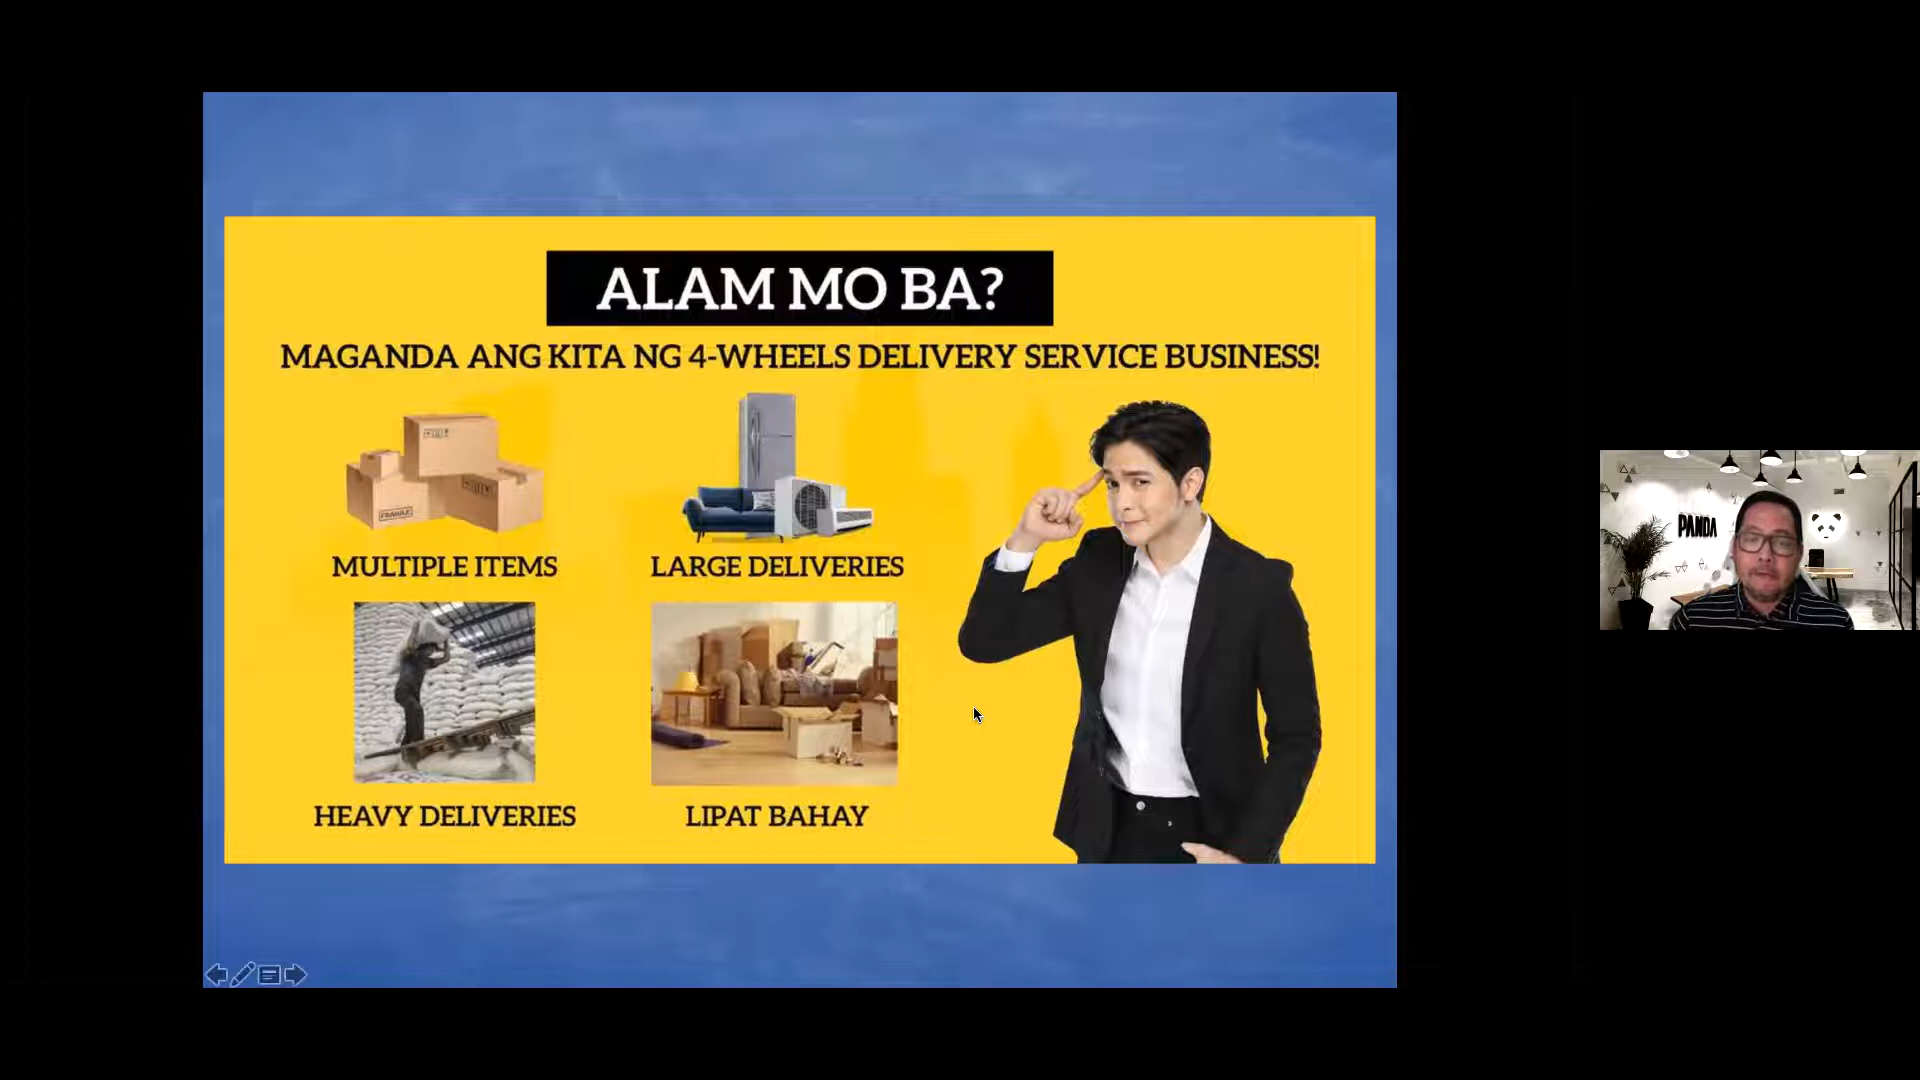 ALAM MO BA?
MAGANDA ANG KITA NG 4-WHEELS DELIVERY SERVICE BUSINESS!
FRAGILE
MULTIPLE ITEMS
LARGE DELIVERIES
HEAVY DELIVERIES
LIPAT BAHAY
PANDA